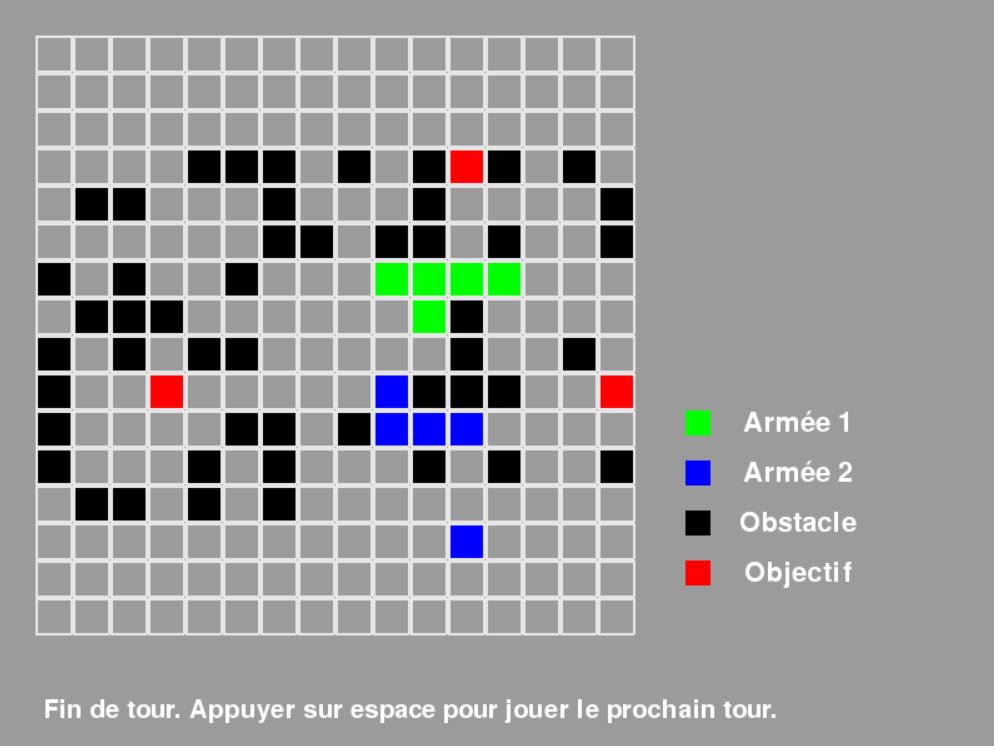 Armée 1
Armée 2
Obstacle
Objectif
Fin de tour. Appuyer sur espace pour jouer le prochain tour.